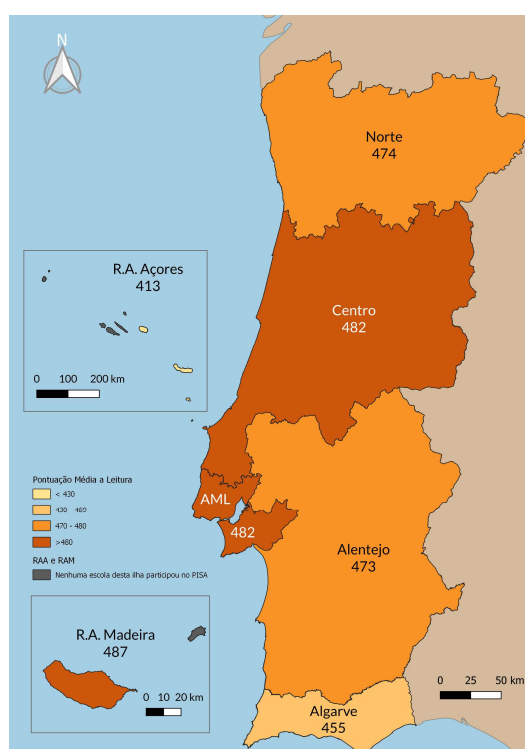 N
Norte
474
R.A. Açores
413
0 100 200 km
Centro
482
Pontuação Média a Leitura
< 430
430 - 469
470 - 480
>480
RAA e RAM
Nenhuma escola desta ilha participou no PISA
AML
482
Alentejo
473
R.A. Madeira
487
0 10 20 km
0 25 50 km
Algarve
455